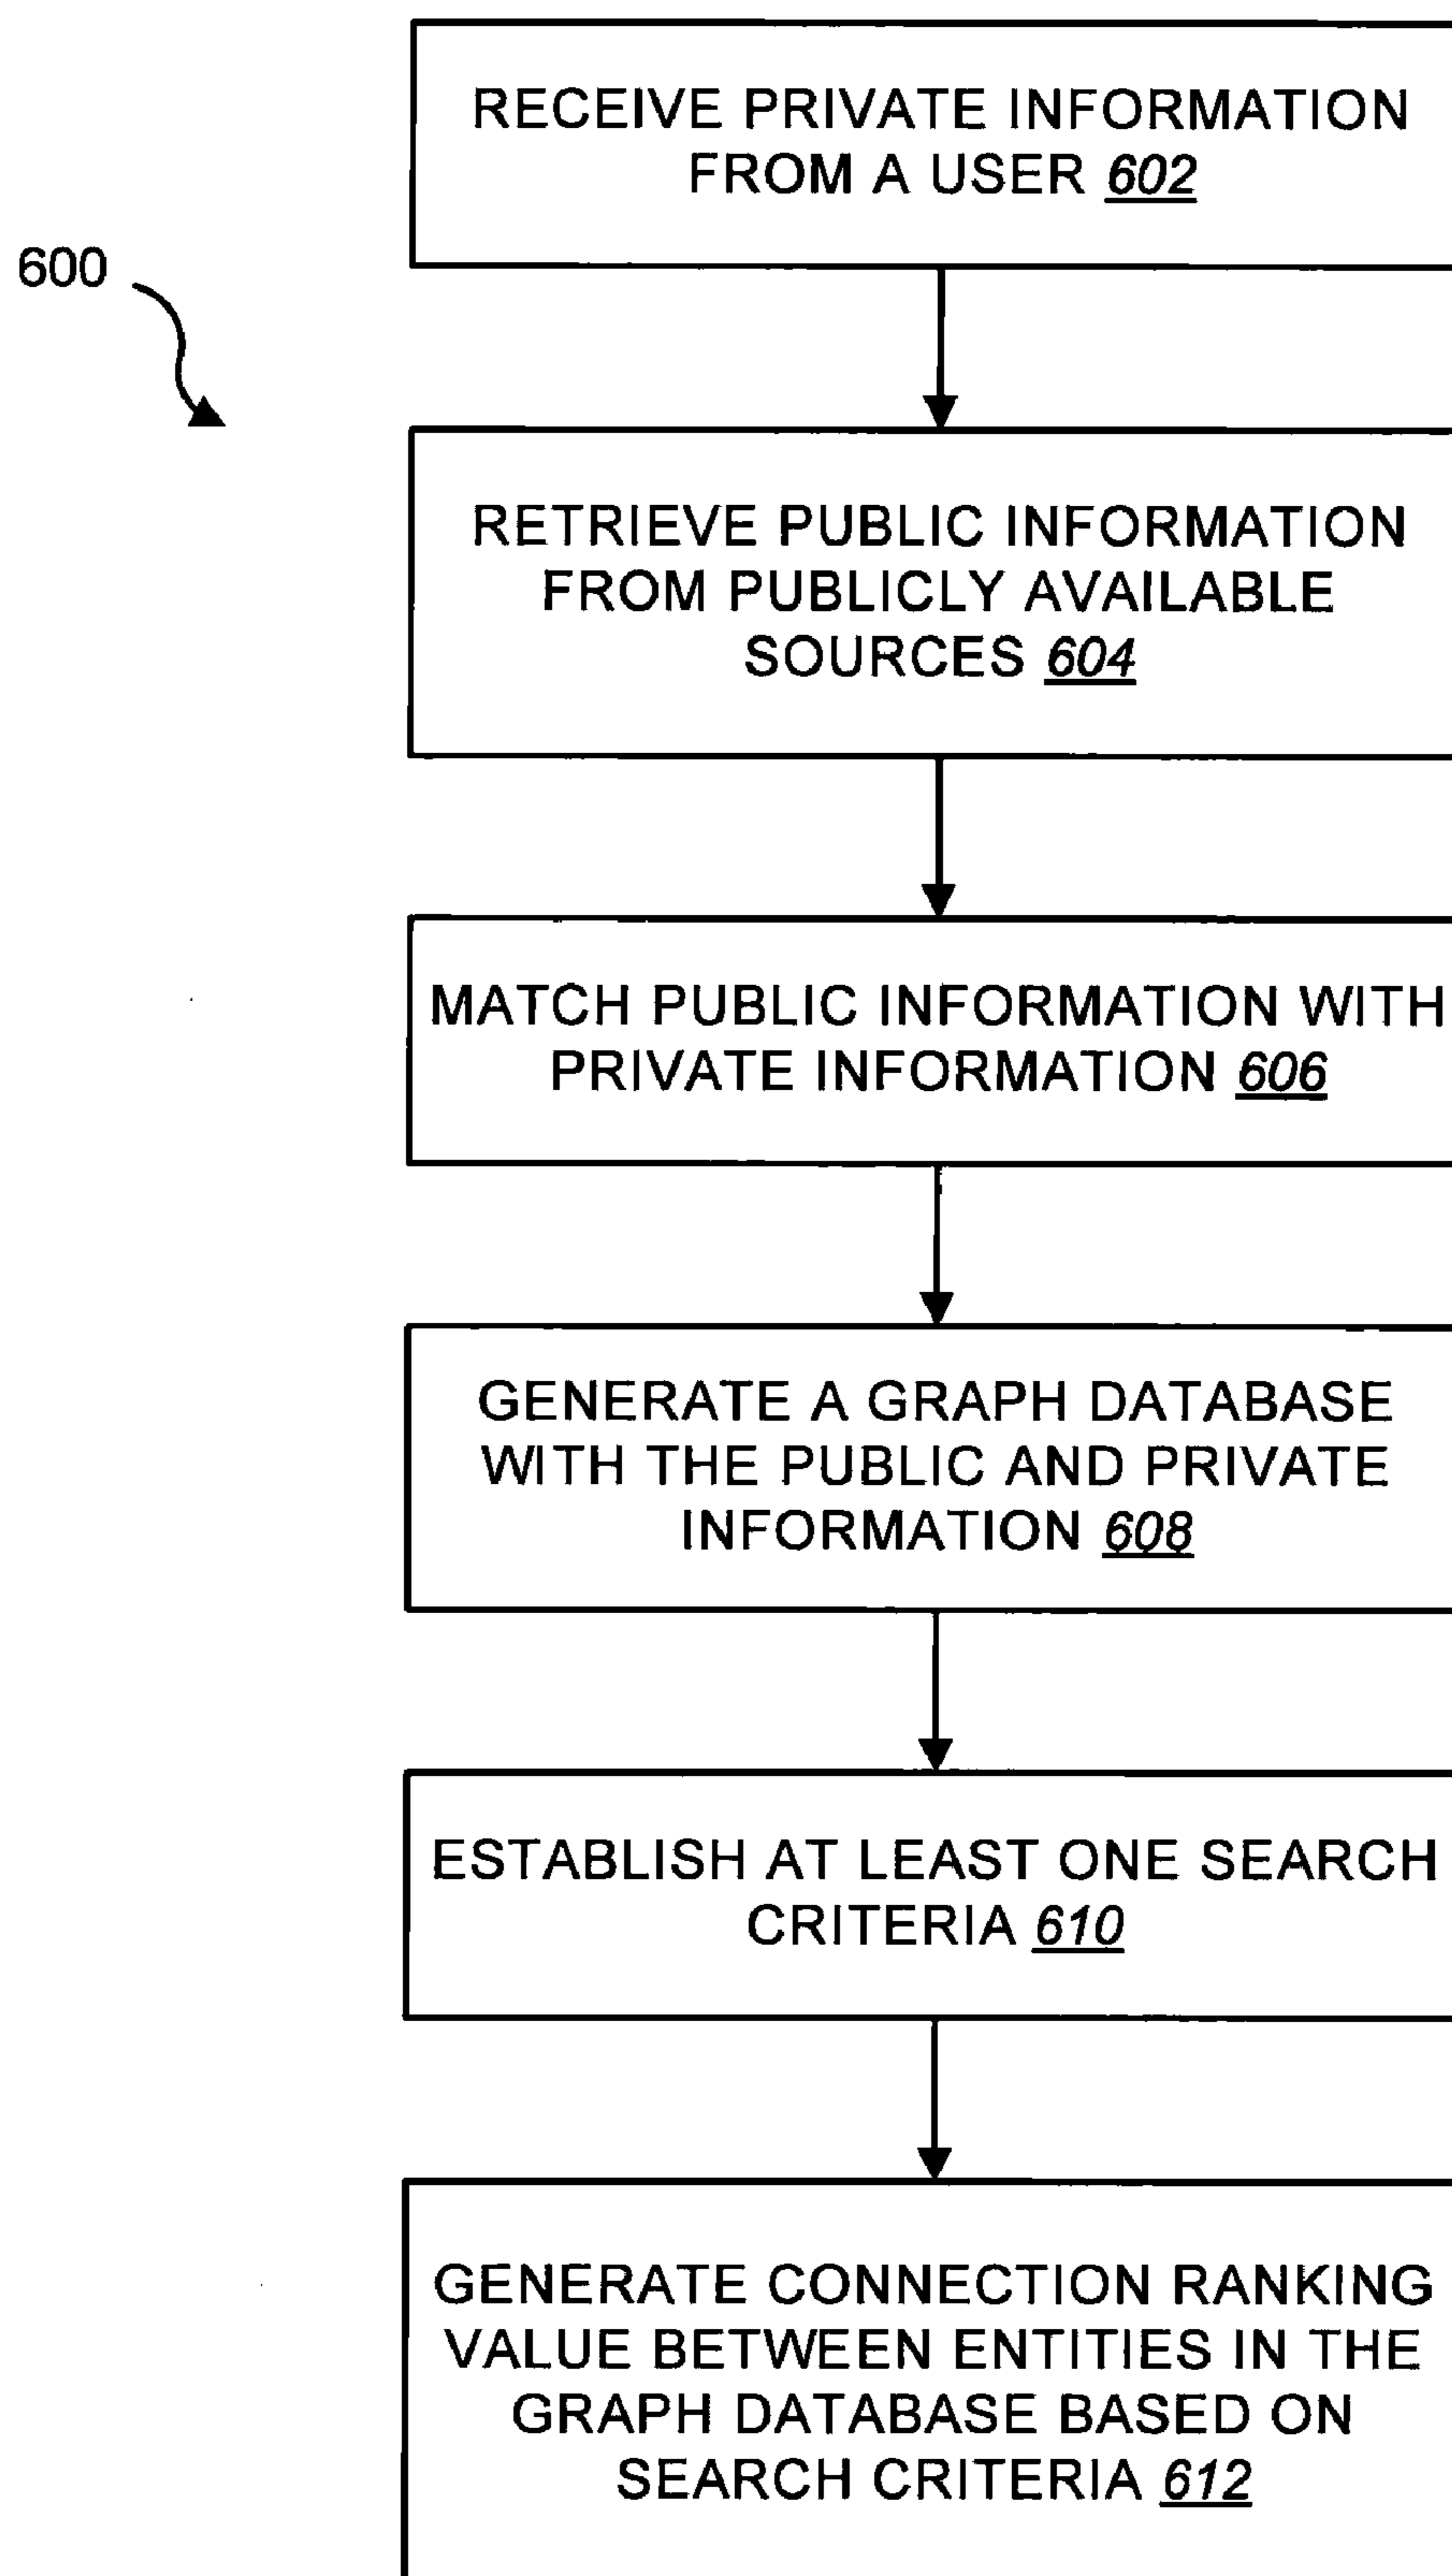 RECEIVE PRIVATE INFORMATION
FROM A USER 602
600
RETRIEVE PUBLIC INFORMATION
FROM PUBLICLY AVAILABLE
SOURCES 604
MATCH PUBLIC INFORMATION WITH
PRIVATE INFORMATION 606
GENERATE A GRAPH DATABASE
WITH THE PUBLIC AND PRIVATE
INFORMATION 608
ESTABLISH AT LEAST ONE SEARCH
CRITERIA 610
GENERATE CONNECTION RANKING
VALUE BETWEEN ENTITIES IN THE
GRAPH DATABASE BASED ON
SEARCH CRITERIA 612